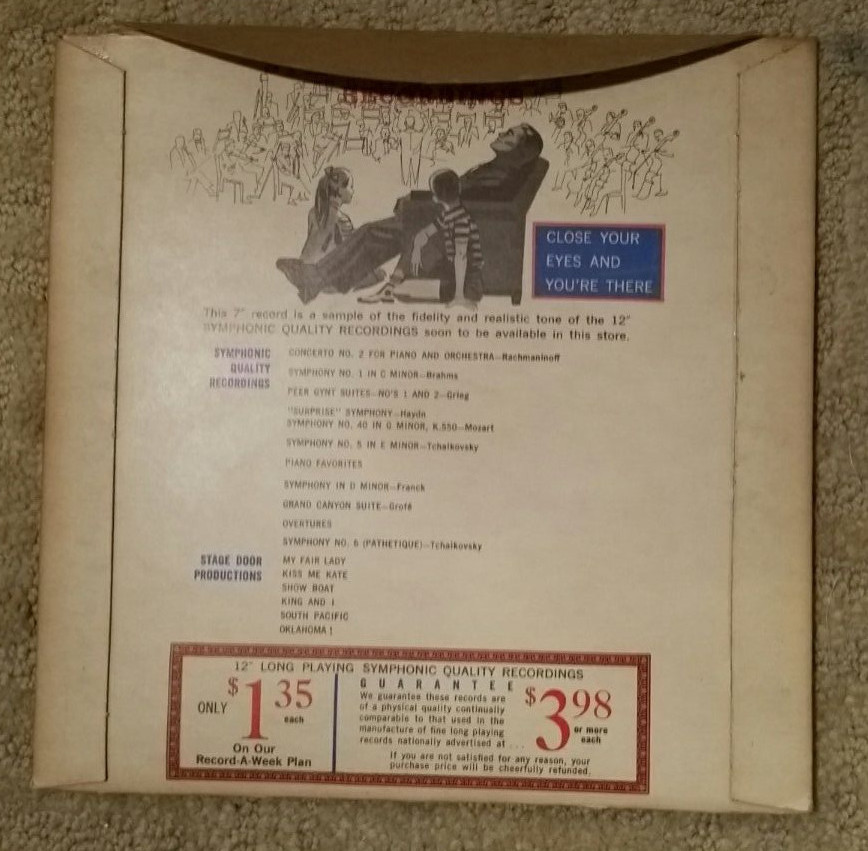 RECORDINGS
CLOSE YOUR
EYES AND
YOU'RE THERE
This 7" record is a sample of the fidelity and realistic tone of the 12"
SYMPHONIC QUALITY RECORDINGS soon to be available in this store.
SYMPHONIC
QUALITY
RECORDINGS
CONCERTO NO. 2 FOR PIANO AND ORCHESTRA—Rachmaninoff
SYMPHONY NO. 1 IN C MINOR—Brahms
PEER GYNT SUITES—NO'S 1 AND 2—Grieg
"SURPRISE" SYMPHONY—Haydn
SYMPHONY NO. 40 IN G MINOR, K.550—Mozart
SYMPHONY NO. 5 IN E MINOR—Tchaikovsky
PIANO FAVORITES
SYMPHONY IN D MINOR—Franck
GRAND CANYON SUITE—Grofé
OVERTURES
SYMPHONY NO. 6 (PATHETIQUE)—Tchaikovsky
STAGE DOOR
PRODUCTIONS
MY FAIR LADY
KISS ME KATE
SHOW BOAT
KING AND I
SOUTH PACIFIC
OKLAHOMA!
12" LONG PLAYING SYMPHONIC QUALITY RECORDINGS
ONLY $1.35 each
On Our
Record-A-Week Plan
GUARANTEE
We guarantee these records are
of a physical quality continually
comparable to that used in the
manufacture of fine long playing
records nationally advertised at ...
$3.98
or more
each
If you are not satisfied for any reason, your
purchase price will be cheerfully refunded.